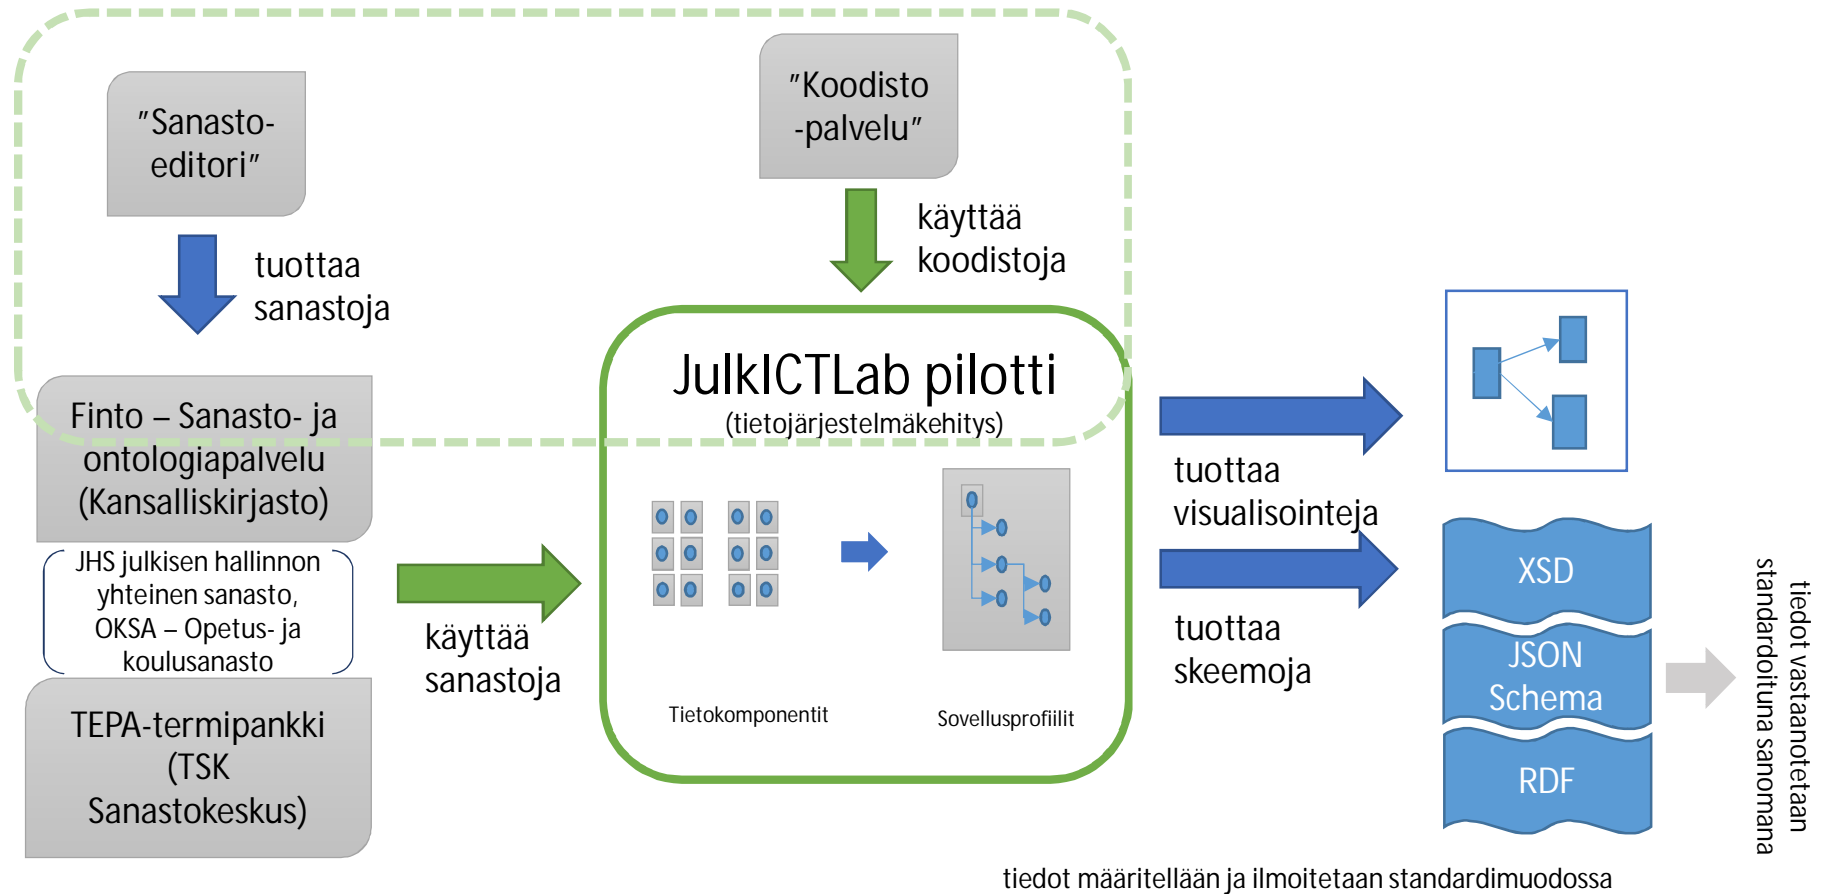 "Sanasto-
editori"
"Koodisto
-palvelu"
tuottaa
sanastoja
käyttää
koodistoja
Finto – Sanasto- ja
ontologiapalvelu
(Kansalliskirjasto)
JHS julkisen hallinnon
yhteinen sanasto,
OKSA – Opetus- ja
koulusanasto
TEPA-termipankki
(TSK
Sanastokeskus)
käyttää
sanastoja
JulkICTLab pilotti
(tietojärjestelmäkehitys)
Tietokomponentit
Sovellusprofiilit
tuottaa
visualisointeja
tuottaa
skeemoja
XSD
JSON
Schema
RDF
tiedot vastaanotetaan
standardoituna sanomana
tiedot määritellään ja ilmoitetaan standardimuodossa